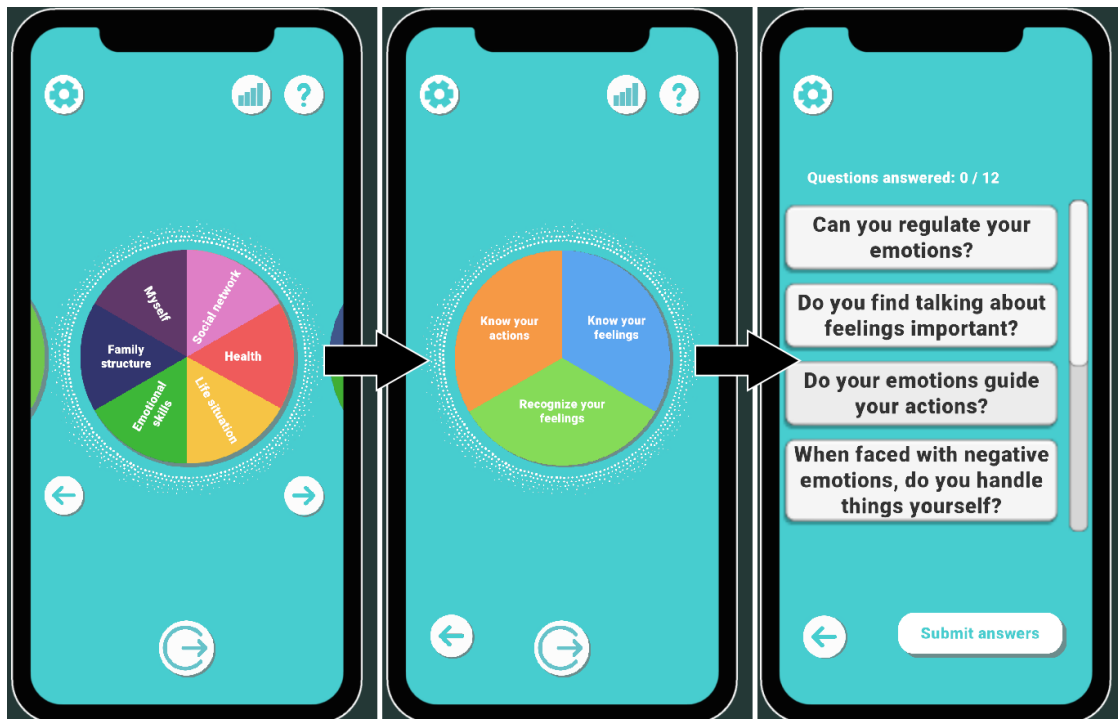 ?
Myself
Social network
Family
structure
Health
Emotional
skills
Life situation
?
Know your
actions
Know your
feelings
Recognize your
feelings
Questions answered: 0 / 12
Can you regulate your
emotions?
Do you find talking about
feelings important?
Do your emotions guide
your actions?
When faced with negative
emotions, do you handle
things yourself?
Submit answers